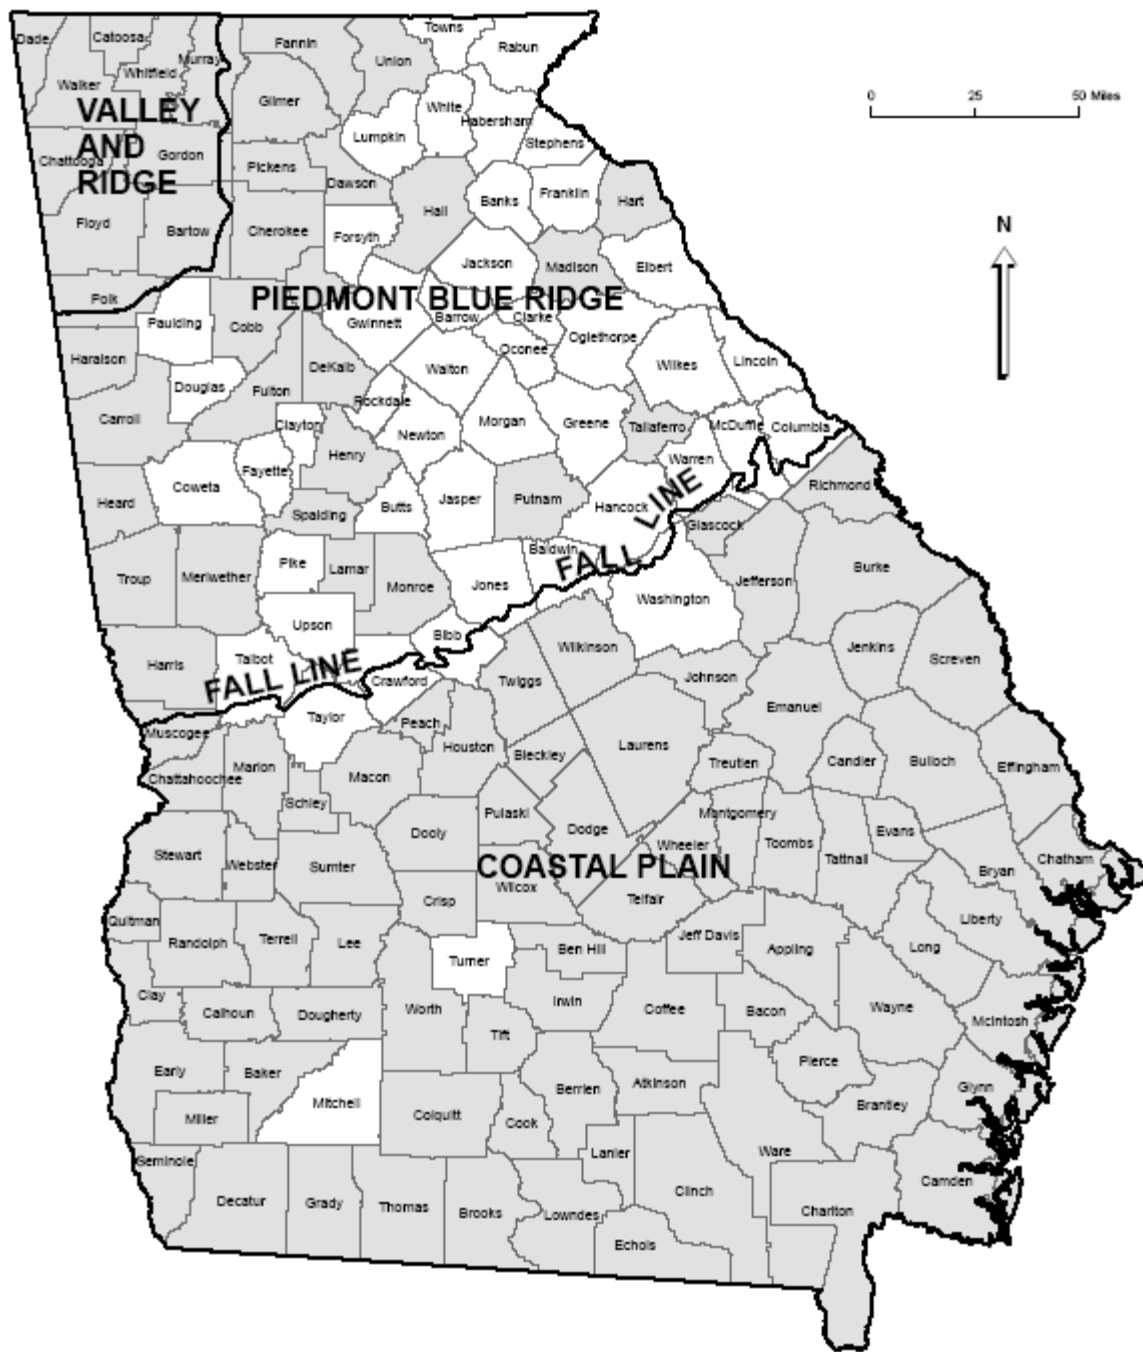 Towns
Rabun
Dade
Catoosa
Fannin
Union
Murray
Whitfield
Walker
Gilmer
White
Habersham
Lumpkin
Stephens
VALLEY
AND
RIDGE
Chattooga
Gordon
Pickens
Dawson
Banks
Franklin
Hart
Hall
Floyd
Bartow
Cherokee
Forsyth
Jackson
Madison
Elbert
Polk
PIEDMONT BLUE RIDGE
Paulding
Cobb
Gwinnett
Barrow
Clarke
Oconee
Oglethorpe
Haralson
DeKalb
Walton
Wilkes
Lincoln
Douglas
Fulton
Rockdale
Carroll
Clayton
Newton
Morgan
Greene
Taliaferro
McDuffie
Columbia
Henry
Fayette
Warren
Coweta
Heard
Butts
Jasper
Putnam
Hancock
Richmond
Spalding
Glascock
FALL LINE
Baldwin
Troup
Meriwether
Pike
Lamar
Monroe
Jones
Jefferson
Burke
Washington
Upson
Bibb
Wilkinson
Jenkins
Screven
Harris
Talbot
FALL LINE
Crawford
Twiggs
Johnson
Emanuel
Muscogee
Taylor
Peach
Houston
Laurens
Bleckley
Treutlen
Candler
Bulloch
Effingham
Chattahoochee
Marion
Macon
Schley
Pulaski
Dooly
Dodge
Montgomery
Wheeler
Toombs
Evans
Tattnall
Stewart
Webster
Sumter
COASTAL PLAIN
Wilcox
Telfair
Bryan
Chatham
Crisp
Quitman
Randolph
Terrell
Lee
Turner
Ben Hill
Jeff Davis
Appling
Long
Liberty
Clay
Calhoun
Dougherty
Worth
Irwin
Tift
Coffee
Bacon
Wayne
McIntosh
Early
Baker
Mitchell
Berrien
Atkinson
Pierce
Brantley
Glynn
Miller
Colquitt
Cook
Lanier
Ware
Seminole
Decatur
Grady
Thomas
Brooks
Lowndes
Clinch
Charlton
Camden
Echols
0 25 50 Miles
N